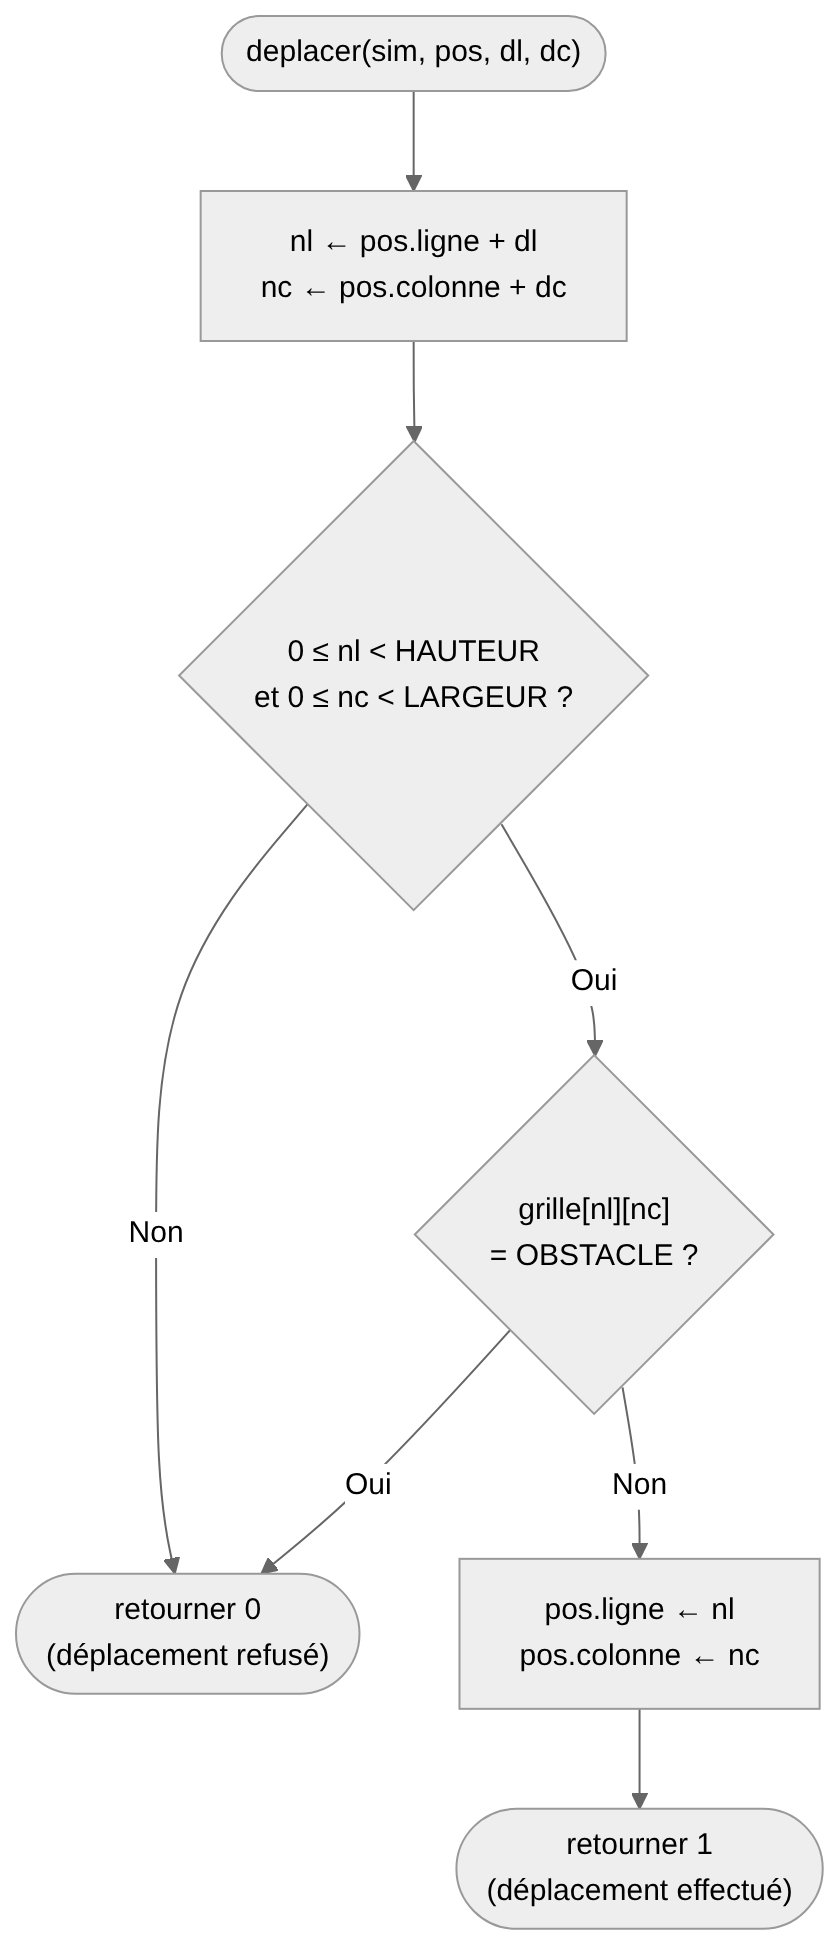 deplacer(sim, pos, dl, dc)
nl ← pos.ligne + dl
nc ← pos.colonne + dc
0 ≤ nl < HAUTEUR
et 0 ≤ nc < LARGEUR ?
Oui
Non
grille[nl][nc]
= OBSTACLE ?
Oui
Non
retourner 0
(déplacement refusé)
pos.ligne ← nl
pos.colonne ← nc
retourner 1
(déplacement effectué)